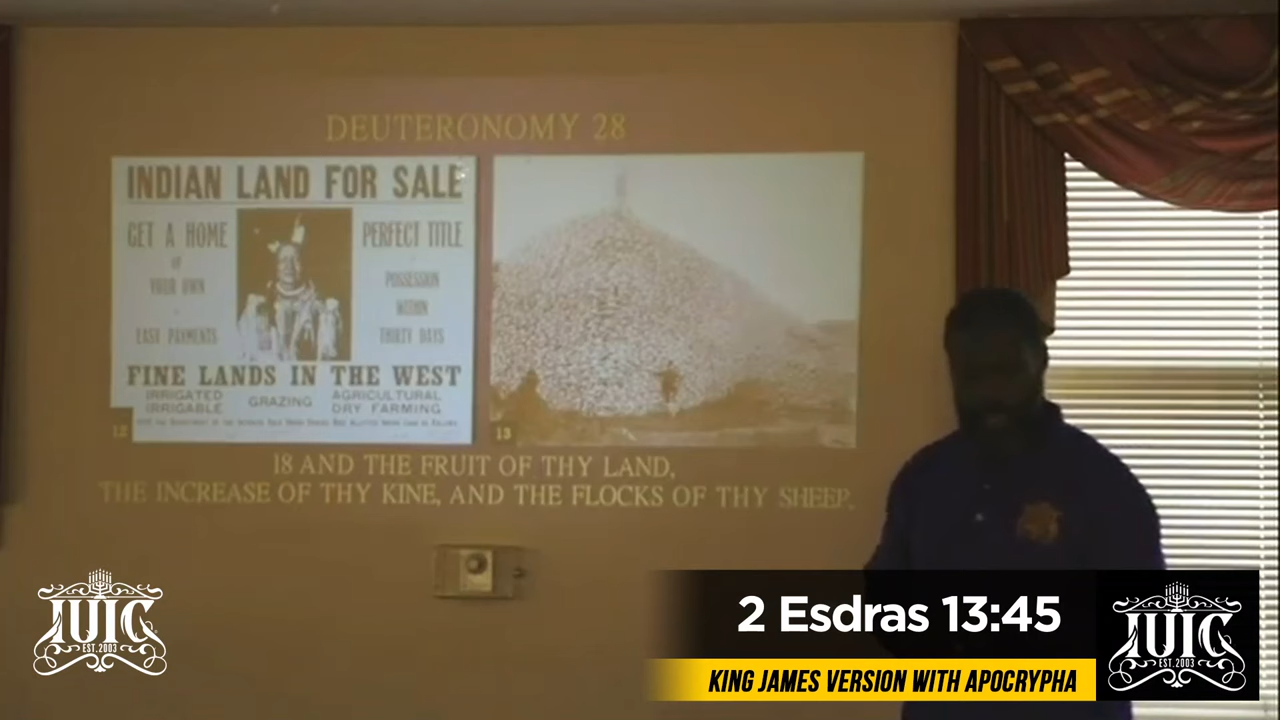 DEUTERONOMY 28
INDIAN LAND FOR SALE
GET A HOME
OF
YOUR OWN
EASY PAYMENTS
PERFECT TITLE
POSSESSION
WITHIN
THIRTY DAYS
FINE LANDS IN THE WEST
IRRIGATED
IRRIGABLE
GRAZING
AGRICULTURAL
DRY FARMING
12
13
18 AND THE FRUIT OF THY LAND,
THE INCREASE OF THY KINE, AND THE FLOCKS OF THY SHEEP.
IUIC
EST. 2003
2 Esdras 13:45
KING JAMES VERSION WITH APOCRYPHA
IUIC
EST. 2003